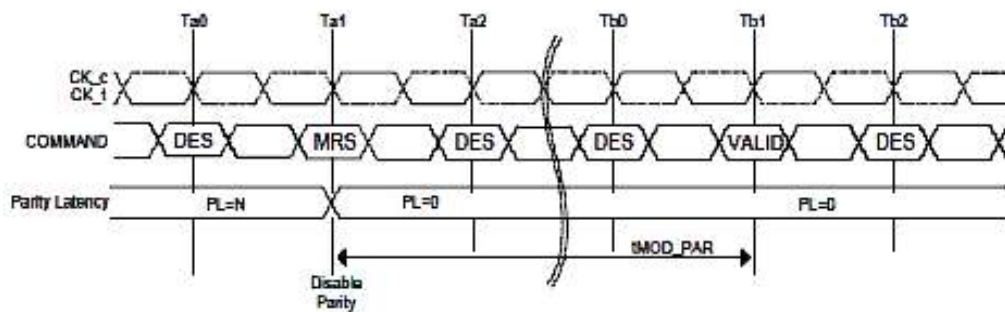 Ta0 Ta1 Ta2 Tb0 Tb1 Tb2
CK_c
CK_t
COMMAND DES MRS DES DES VALID DES
Parity Latency PL=N PL=0 PL=0
tMOD_PAR
Disable
Parity